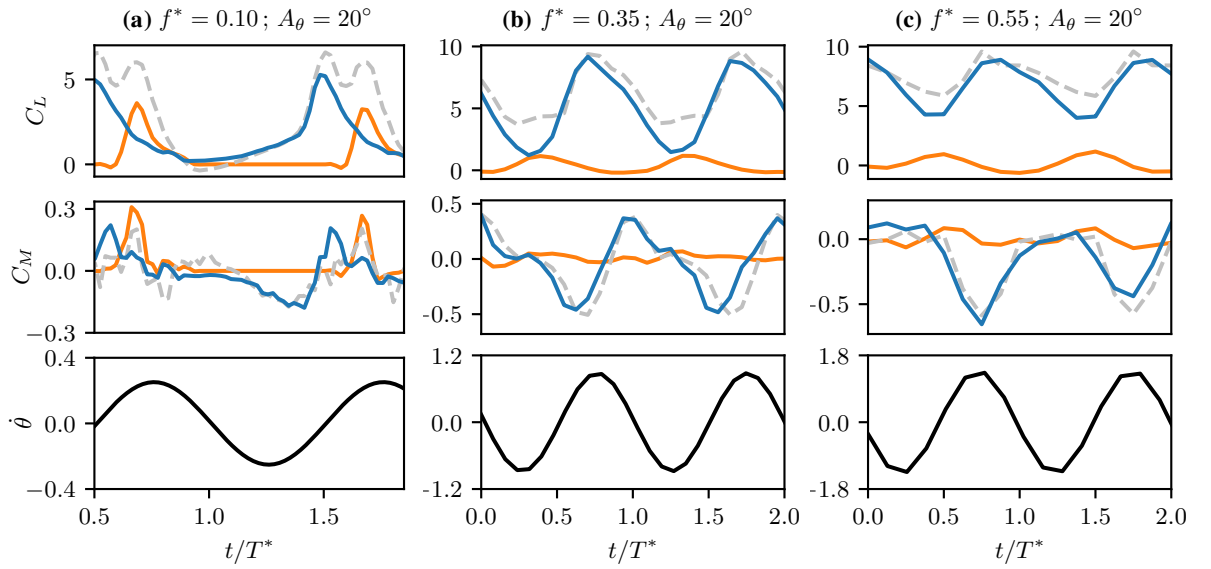 (a) f* = 0.10 ; A_θ = 20°
(b) f* = 0.35 ; A_θ = 20°
(c) f* = 0.55 ; A_θ = 20°
C_L
5
0
10
5
0
10
5
0
C_M
0.3
0.0
−0.3
0.5
0.0
-0.5
0.0
-0.5
θ̇
0.4
0.0
−0.4
1.2
0.0
-1.2
1.8
0.0
-1.8
0.5 1.0 1.5
0.0 0.5 1.0 1.5 2.0
0.0 0.5 1.0 1.5 2.0
t/T*
t/T*
t/T*